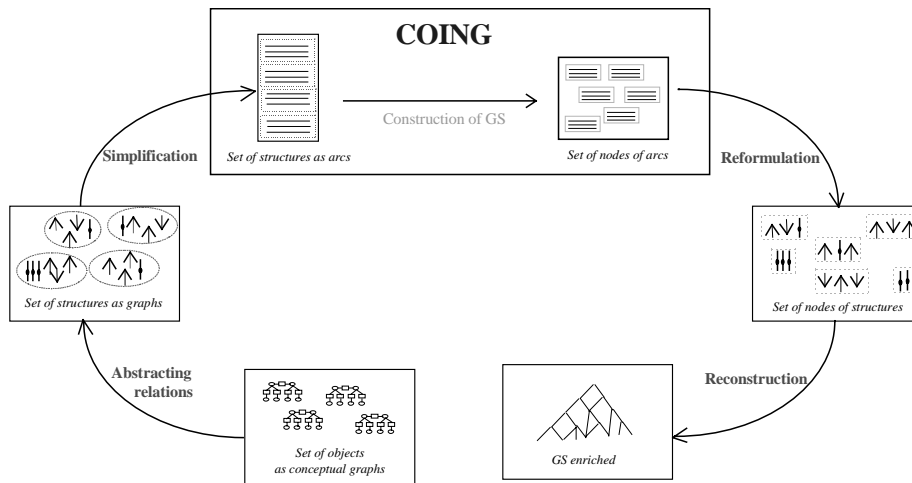 COING
Construction of GS
Set of structures as arcs
Set of nodes of arcs
Simplification
Reformulation
Set of structures as graphs
Set of nodes of structures
Abstracting
relations
Reconstruction
Set of objects
as conceptual graphs
GS enriched